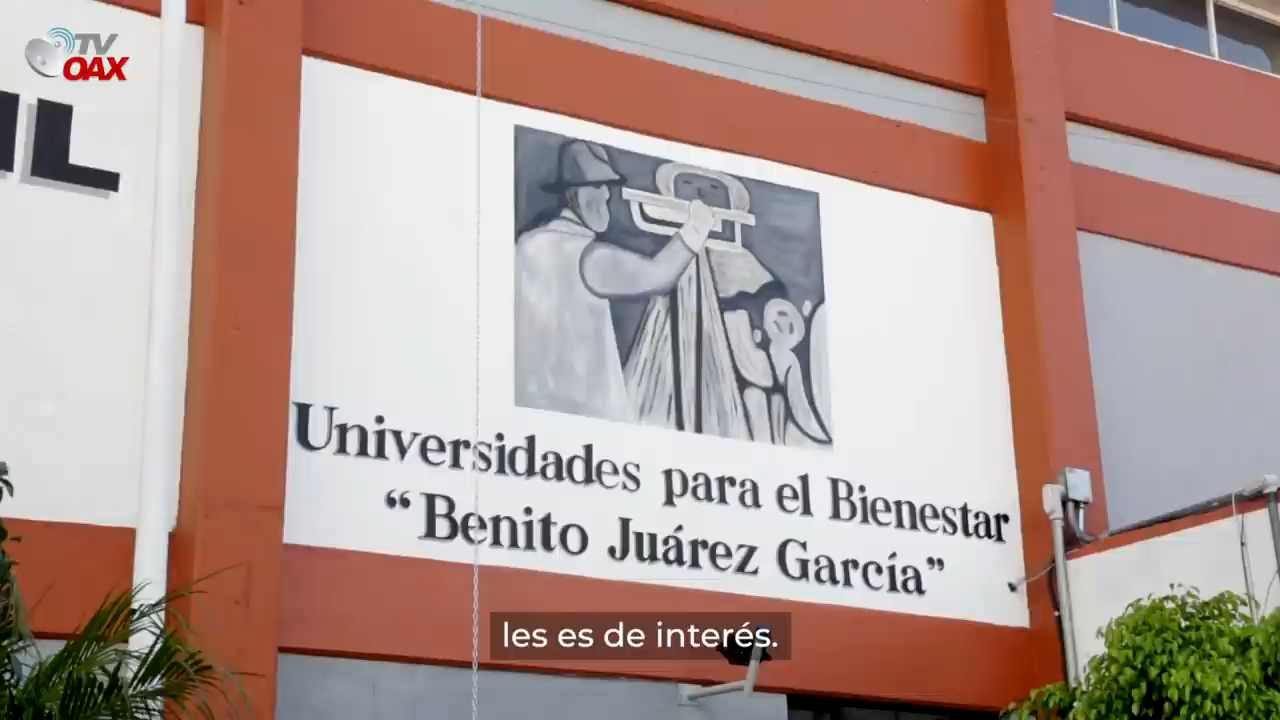 TV
OAX
IL
Universidades para el Bienestar
“Benito Juárez García”
les es de interés.